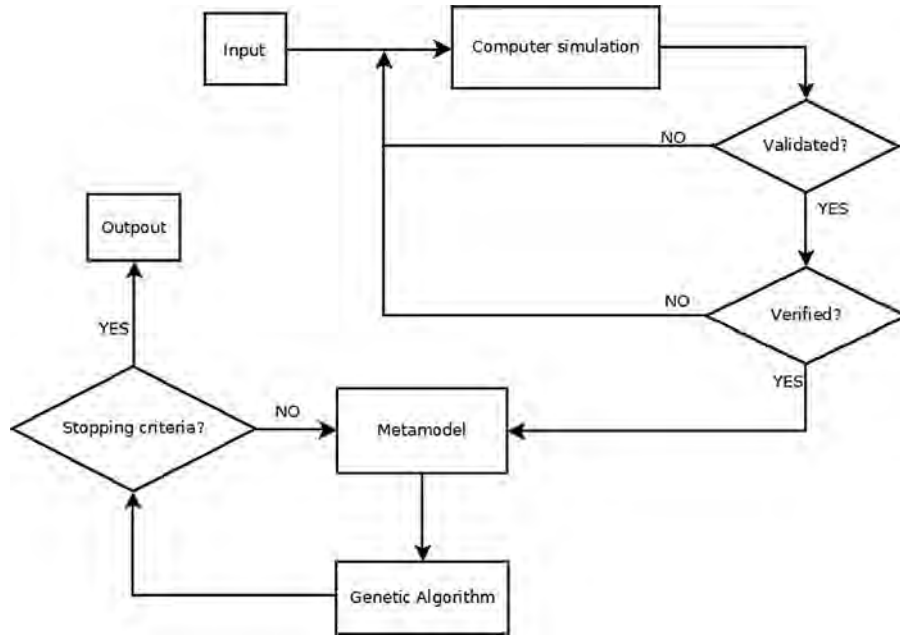 Input
Computer simulation
NO
Validated?
YES
Outpout
NO
Verified?
YES
YES
Stopping criteria?
NO
Metamodel
Genetic Algorithm